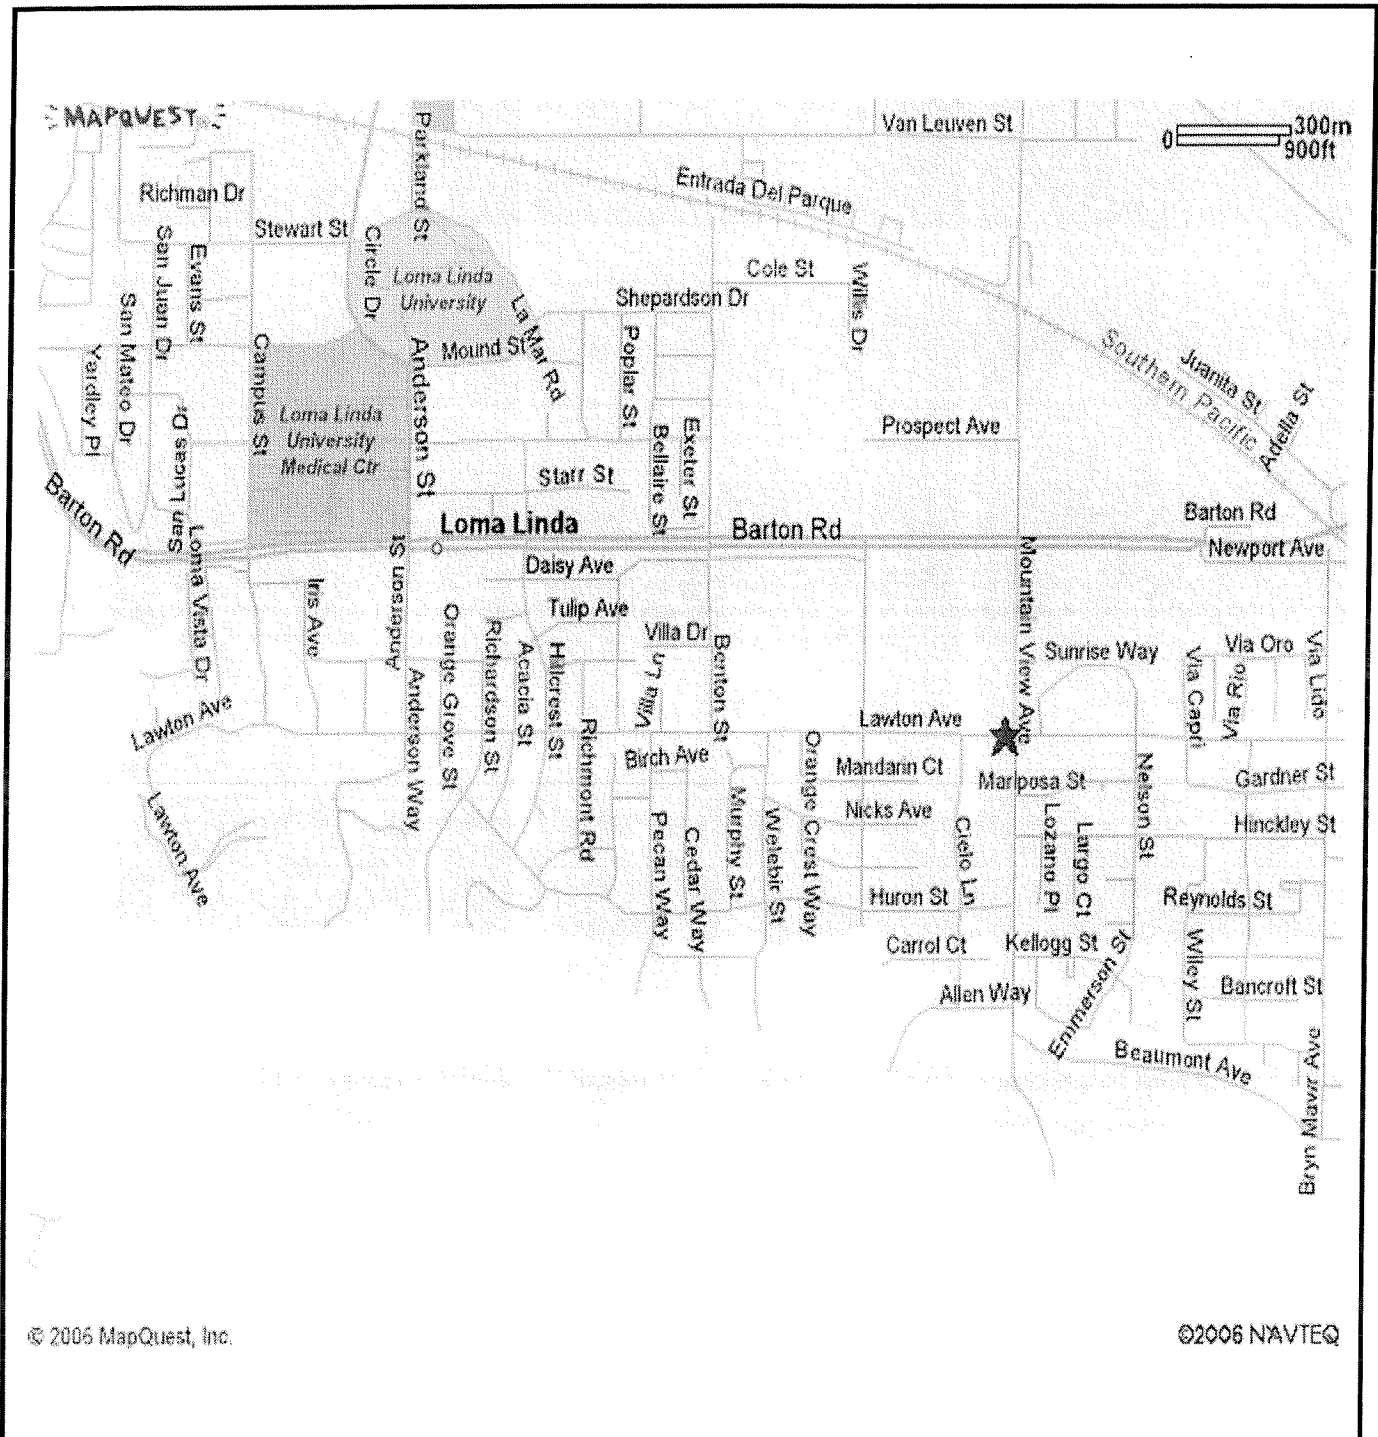 MAPQUEST
Parkland St
Van Leuven St
300m
0
900ft
Richman Dr
Entrada Del Parque
Stewart St
San Juan Dr
Evans St
Circle Dr
Loma Linda
University
Cole St
Willis Dr
Shepardson Dr
La Mar Rd
San Mateo Dr
Yardley Pl
Campus St
Anderson St
Mound St
Poplar St
Southern Pacific
Juanita St
Adella St
San Lucas Dr
Loma Linda
University
Medical Ctr
Prospect Ave
Bellaire St
Exeter St
Starr St
Barton Rd
Loma Linda
Barton Rd
Barton Rd
Newport Ave
Loma Vista Dr
Iris Ave
Anderson St
Daisy Ave
Tulip Ave
Mountain View Ave
Orange Grove St
Richardson St
Acacia St
Hillcrest St
Villa Dr
Villa Ln
Benton St
Sunrise Way
Via Oro
Via Capri
Via Rio
Via Lido
Lawton Ave
Anderson Way
Richmont Rd
Lawton Ave
Birch Ave
Orange Crest Way
Mandarin Ct
Mariposa St
Nelson St
Gardner St
Lawton Ave
Pecan Way
Cedar Way
Murphy St
Welebir St
Nicks Ave
Cielo Ln
Lozano Pl
Largo Ct
Hinckley St
Huron St
Reynolds St
Carrol Ct
Kellogg St
Emmerson St
Wiley St
Allen Way
Bancroft St
Beaumont Ave
Bryn Mawr Ave
© 2006 MapQuest, Inc.
©2006 NAVTEQ